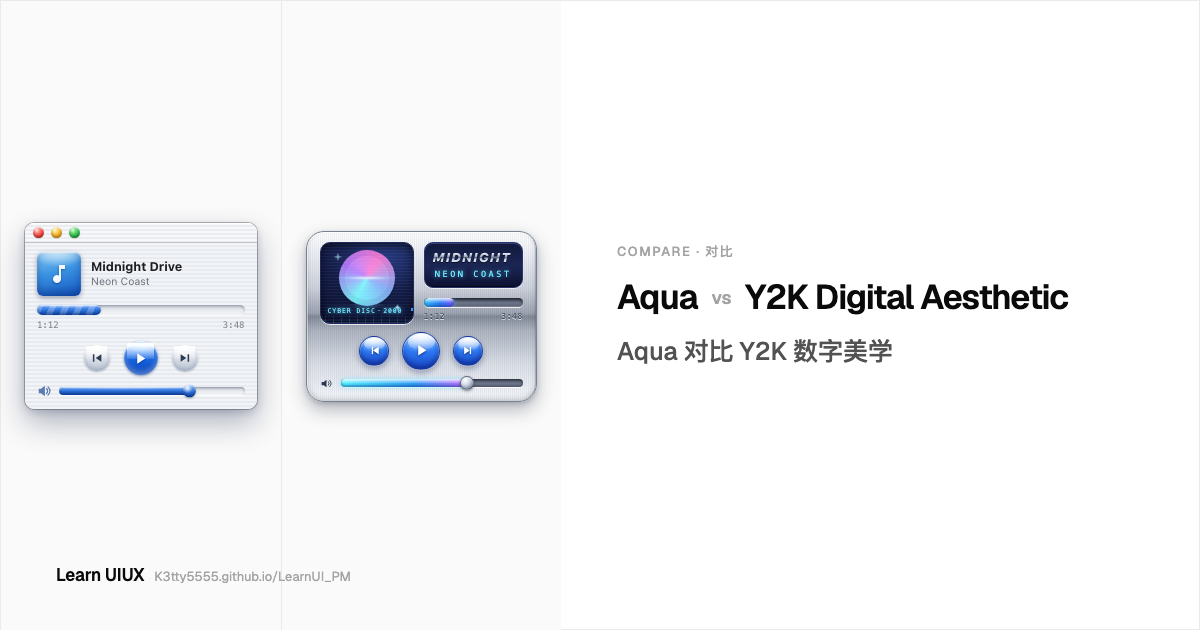 Midnight Drive
Neon Coast
1:12 3:48
MIDNIGHT
NEON COAST
CYBER DISC · 2000
1:12 3:48
COMPARE · 对比
Aqua vs Y2K Digital Aesthetic
Aqua 对比 Y2K 数字美学
Learn UIUX K3tty5555.github.io/LearnUI_PM